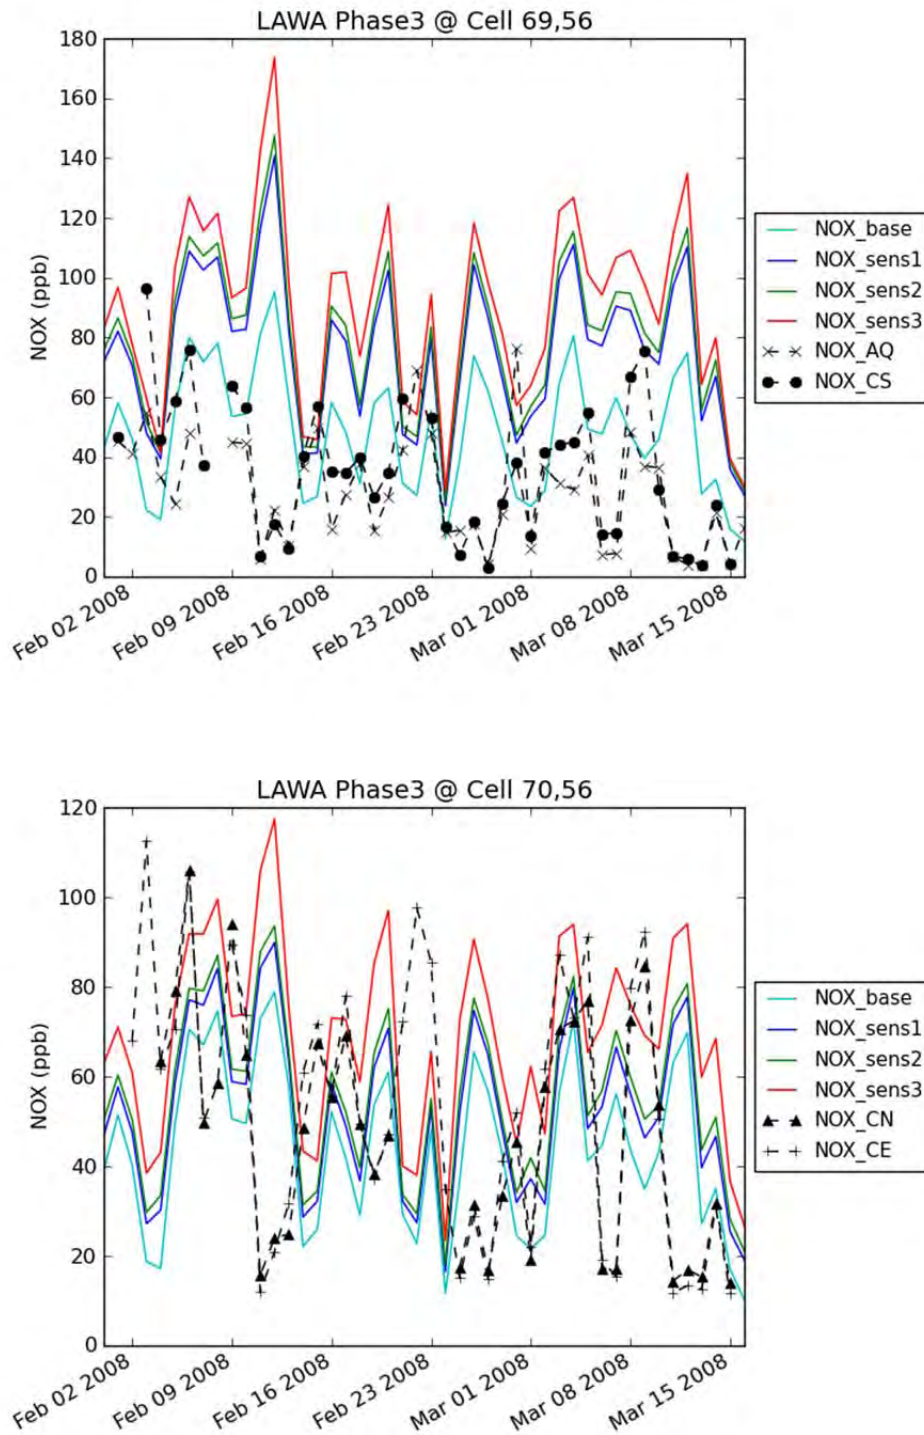 LAWA Phase3 @ Cell 69,56
180
160
140
120
100
80
60
40
20
0
NOX (ppb)
NOX_base
NOX_sens1
NOX_sens2
NOX_sens3
NOX_AQ
NOX_CS
Feb 02 2008
Feb 09 2008
Feb 16 2008
Feb 23 2008
Mar 01 2008
Mar 08 2008
Mar 15 2008
LAWA Phase3 @ Cell 70,56
120
100
80
60
40
20
0
NOX (ppb)
NOX_base
NOX_sens1
NOX_sens2
NOX_sens3
NOX_CN
NOX_CE
Feb 02 2008
Feb 09 2008
Feb 16 2008
Feb 23 2008
Mar 01 2008
Mar 08 2008
Mar 15 2008